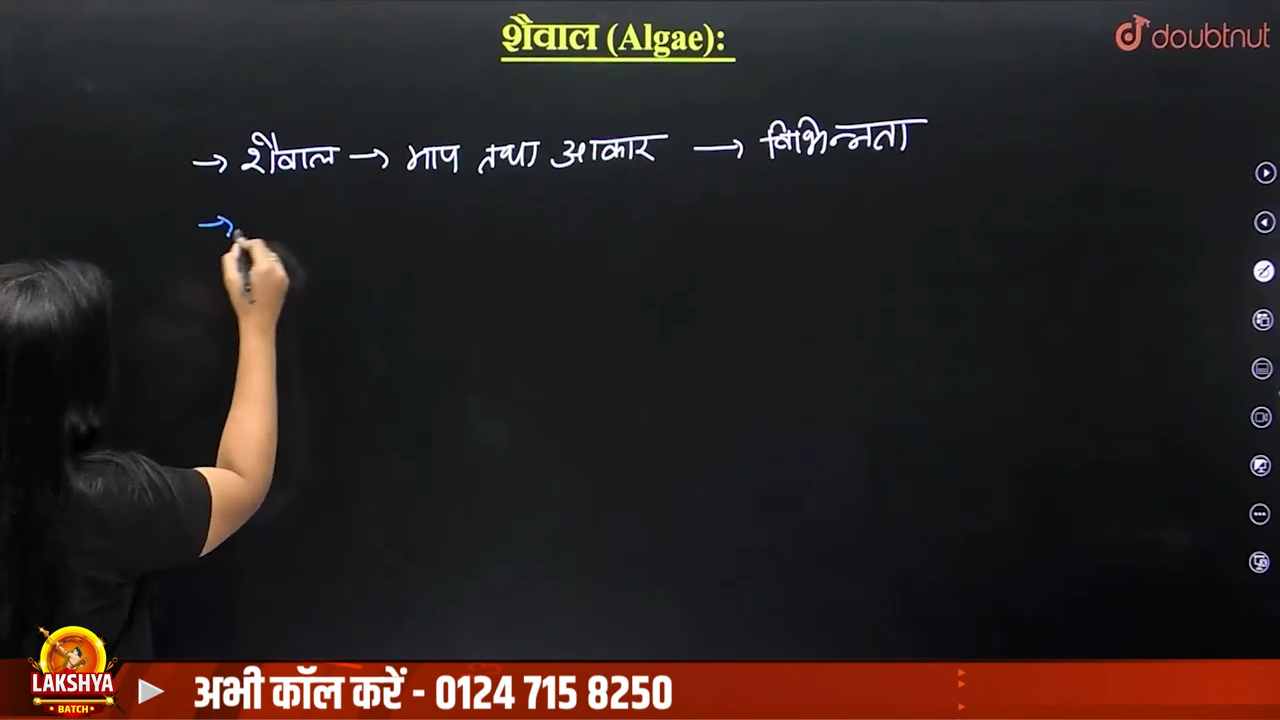 शैवाल (Algae):
doubtnut
→ शैवाल → माप तथा आकार → विभिन्नता
→
LAKSHYA
BATCH
अभी कॉल करें - 0124 715 8250